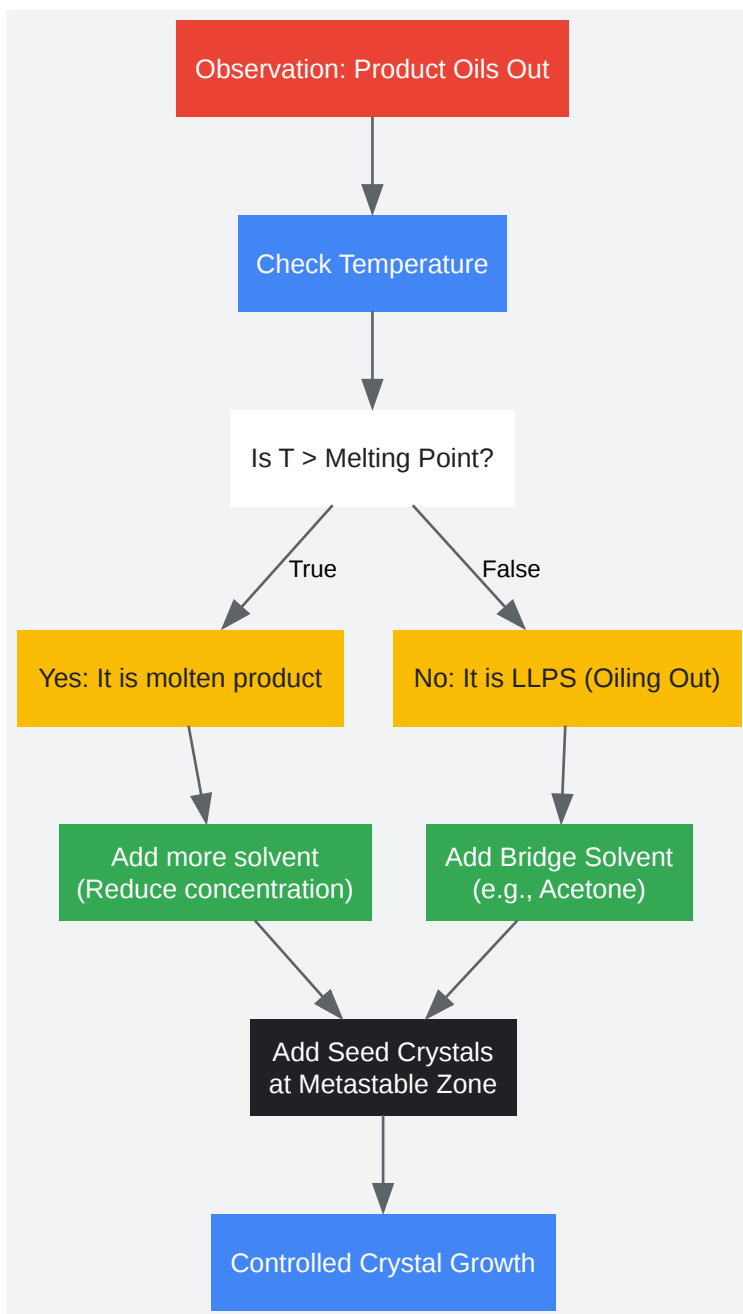 Observation: Product Oils Out
Check Temperature
Is T > Melting Point?
True
False
Yes: It is molten product
No: It is LLPS (Oiling Out)
Add more solvent
(Reduce concentration)
Add Bridge Solvent
(e.g., Acetone)
Add Seed Crystals
at Metastable Zone
Controlled Crystal Growth